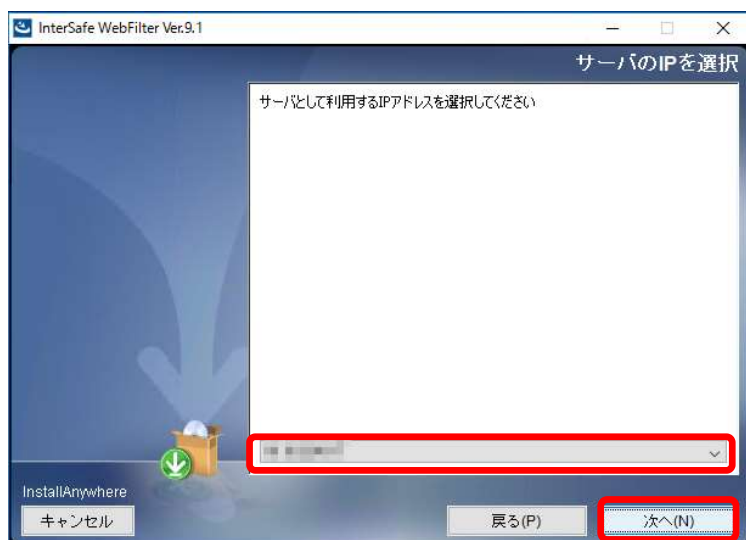 InterSafe WebFilter Ver.9.1
サーバのIPを選択
サーバとして利用するIPアドレスを選択してください
InstallAnywhere
キャンセル
戻る(P)
次へ(N)